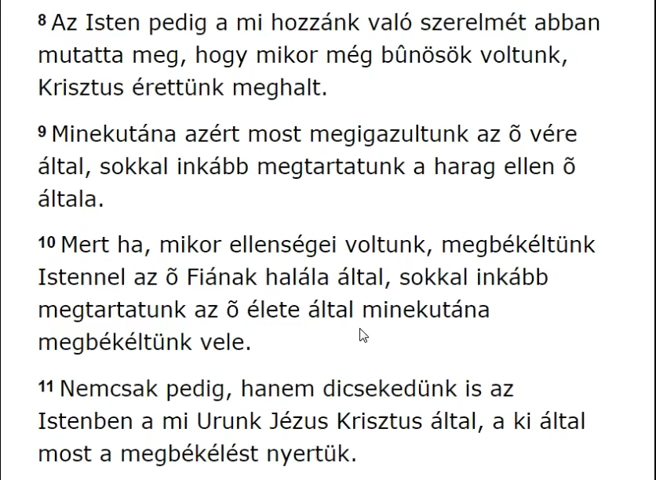 8 Az Isten pedig a mi hozzánk való szerelmét abban
mutatta meg, hogy mikor még bûnösök voltunk,
Krisztus érettünk meghalt.
9 Minekutána azért most megigazultunk az õ vére
által, sokkal inkább megtartatunk a harag ellen õ
általa.
10 Mert ha, mikor ellenségei voltunk, megbékéltünk
Istennel az õ Fiának halála által, sokkal inkább
megtartatunk az õ élete által minekutána
megbékéltünk vele.
11 Nemcsak pedig, hanem dicsekedünk is az
Istenben a mi Urunk Jézus Krisztus által, a ki által
most a megbékélést nyertük.